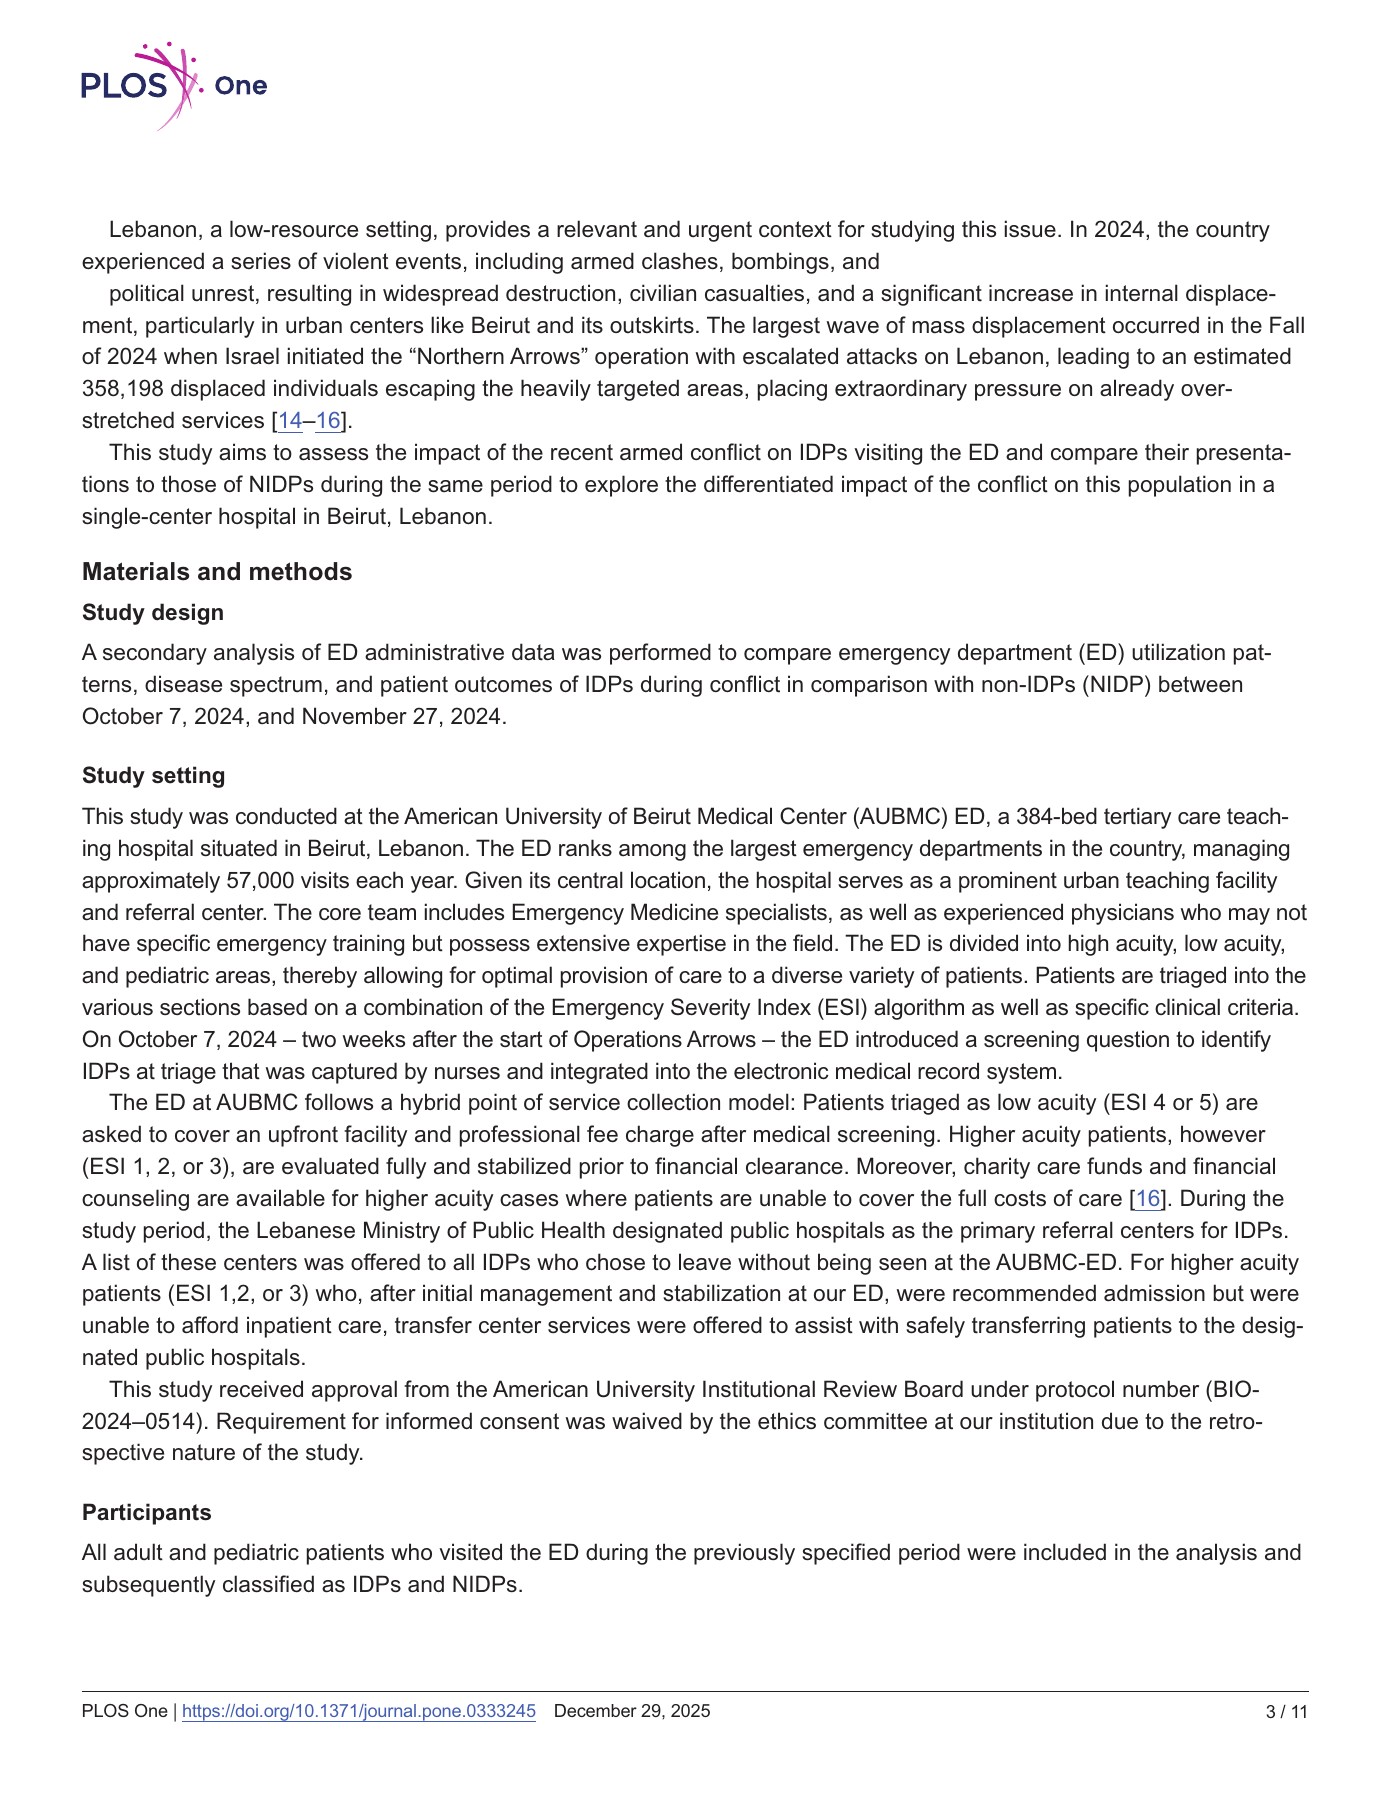 PLOS One
Lebanon, a low-resource setting, provides a relevant and urgent context for studying this issue. In 2024, the country
experienced a series of violent events, including armed clashes, bombings, and
political unrest, resulting in widespread destruction, civilian casualties, and a significant increase in internal displace-
ment, particularly in urban centers like Beirut and its outskirts. The largest wave of mass displacement occurred in the Fall
of 2024 when Israel initiated the “Northern Arrows” operation with escalated attacks on Lebanon, leading to an estimated
358,198 displaced individuals escaping the heavily targeted areas, placing extraordinary pressure on already over-
stretched services [14–16].
This study aims to assess the impact of the recent armed conflict on IDPs visiting the ED and compare their presenta-
tions to those of NIDPs during the same period to explore the differentiated impact of the conflict on this population in a
single-center hospital in Beirut, Lebanon.
Materials and methods
Study design
A secondary analysis of ED administrative data was performed to compare emergency department (ED) utilization pat-
terns, disease spectrum, and patient outcomes of IDPs during conflict in comparison with non-IDPs (NIDP) between
October 7, 2024, and November 27, 2024.
Study setting
This study was conducted at the American University of Beirut Medical Center (AUBMC) ED, a 384-bed tertiary care teach-
ing hospital situated in Beirut, Lebanon. The ED ranks among the largest emergency departments in the country, managing
approximately 57,000 visits each year. Given its central location, the hospital serves as a prominent urban teaching facility
and referral center. The core team includes Emergency Medicine specialists, as well as experienced physicians who may not
have specific emergency training but possess extensive expertise in the field. The ED is divided into high acuity, low acuity,
and pediatric areas, thereby allowing for optimal provision of care to a diverse variety of patients. Patients are triaged into the
various sections based on a combination of the Emergency Severity Index (ESI) algorithm as well as specific clinical criteria.
On October 7, 2024 – two weeks after the start of Operations Arrows – the ED introduced a screening question to identify
IDPs at triage that was captured by nurses and integrated into the electronic medical record system.
The ED at AUBMC follows a hybrid point of service collection model: Patients triaged as low acuity (ESI 4 or 5) are
asked to cover an upfront facility and professional fee charge after medical screening. Higher acuity patients, however
(ESI 1, 2, or 3), are evaluated fully and stabilized prior to financial clearance. Moreover, charity care funds and financial
counseling are available for higher acuity cases where patients are unable to cover the full costs of care [16]. During the
study period, the Lebanese Ministry of Public Health designated public hospitals as the primary referral centers for IDPs.
A list of these centers was offered to all IDPs who chose to leave without being seen at the AUBMC-ED. For higher acuity
patients (ESI 1,2, or 3) who, after initial management and stabilization at our ED, were recommended admission but were
unable to afford inpatient care, transfer center services were offered to assist with safely transferring patients to the desig-
nated public hospitals.
This study received approval from the American University Institutional Review Board under protocol number (BIO-
2024–0514). Requirement for informed consent was waived by the ethics committee at our institution due to the retro-
spective nature of the study.
Participants
All adult and pediatric patients who visited the ED during the previously specified period were included in the analysis and
subsequently classified as IDPs and NIDPs.
PLOS One | https://doi.org/10.1371/journal.pone.0333245 December 29, 2025 3 / 11